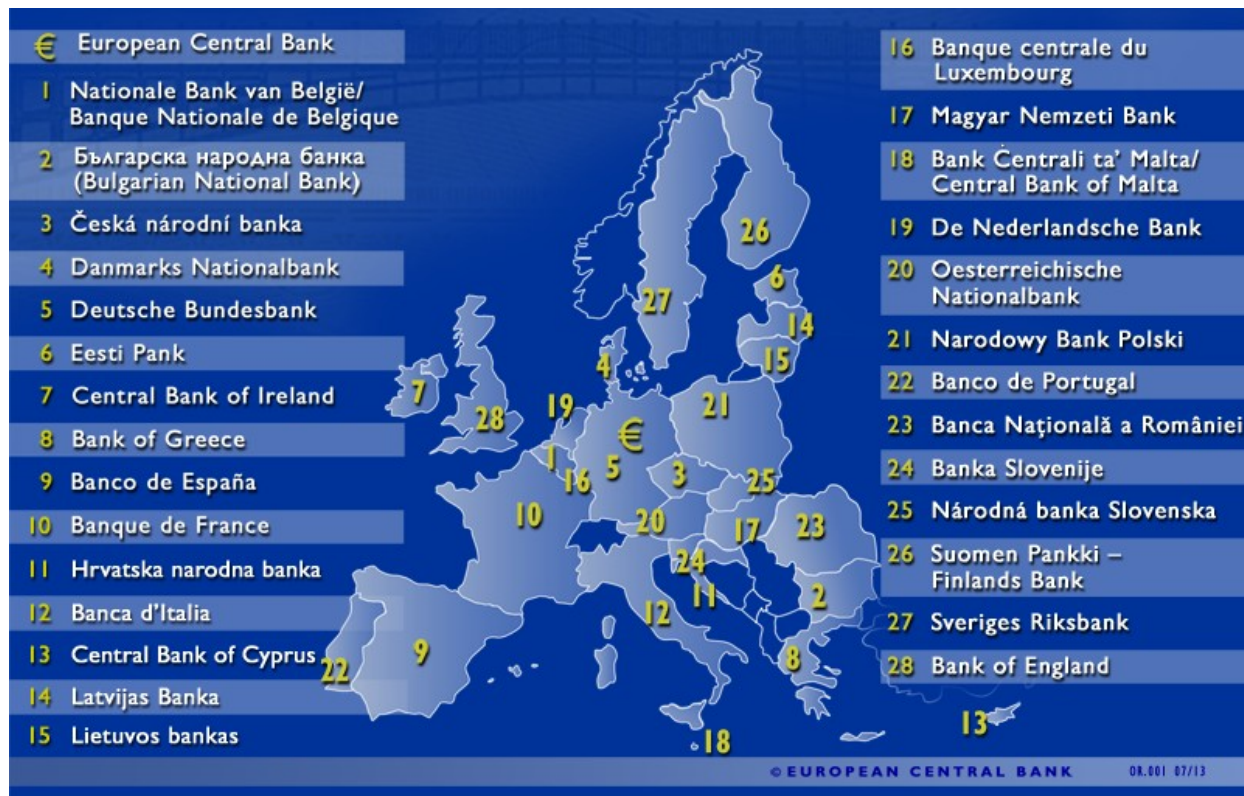 € European Central Bank
1 Nationale Bank van België/
Banque Nationale de Belgique
2 Българска народна банка
(Bulgarian National Bank)
3 Česká národní banka
4 Danmarks Nationalbank
5 Deutsche Bundesbank
6 Eesti Pank
7 Central Bank of Ireland
8 Bank of Greece
9 Banco de España
10 Banque de France
11 Hrvatska narodna banka
12 Banca d'Italia
13 Central Bank of Cyprus
14 Latvijas Banka
15 Lietuvos bankas
26
6
27
14
15
4
7
19
21
28
€
1
5
3
16
25
10
20
17
23
24
11
2
12
9
8
22
13
18
16 Banque centrale du
Luxembourg
17 Magyar Nemzeti Bank
18 Bank Ċentrali ta' Malta/
Central Bank of Malta
19 De Nederlandsche Bank
20 Oesterreichische
Nationalbank
21 Narodowy Bank Polski
22 Banco de Portugal
23 Banca Naţională a României
24 Banka Slovenije
25 Národná banka Slovenska
26 Suomen Pankki –
Finlands Bank
27 Sveriges Riksbank
28 Bank of England
© EUROPEAN CENTRAL BANK OR.001 07/13